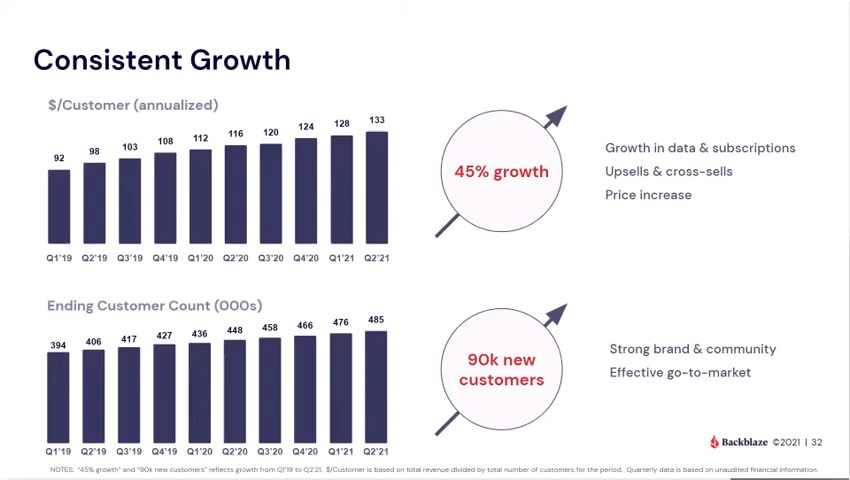 Consistent Growth
$/Customer (annualized)
92 98 103 108 112 116 120 124 128 133
Q1'19 Q2'19 Q3'19 Q4'19 Q1'20 Q2'20 Q3'20 Q4'20 Q1'21 Q2'21
45% growth
Growth in data & subscriptions
Upsells & cross-sells
Price increase
Ending Customer Count (000s)
394 406 417 427 436 448 458 466 476 485
Q1'19 Q2'19 Q3'19 Q4'19 Q1'20 Q2'20 Q3'20 Q4'20 Q1'21 Q2'21
90k new
customers
Strong brand & community
Effective go-to-market
Backblaze ©2021 | 32
NOTES: "45% growth" and "90k new customers" reflects growth from Q1'19 to Q2'21. $/Customer is based on total revenue divided by total number of customers for the period. Quarterly data is based on unaudited financial information.